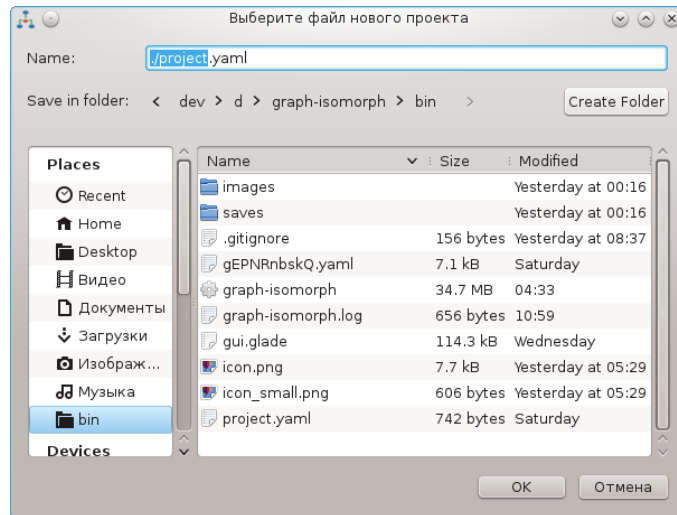 Выберите файл нового проекта
Name: ./project.yaml
Save in folder: < dev > d > graph-isomorph > bin > Create Folder
Places
Recent
Home
Desktop
Видео
Документы
Загрузки
Изображ...
Музыка
bin
Devices
Name Size Modified
images Yesterday at 00:16
saves Yesterday at 00:16
.gitignore 156 bytes Yesterday at 08:37
gEPNRnbskQ.yaml 7.1 kB Saturday
graph-isomorph 34.7 MB 04:33
graph-isomorph.log 656 bytes 10:59
gui.glade 114.3 kB Wednesday
icon.png 7.7 kB Yesterday at 05:29
icon_small.png 606 bytes Yesterday at 05:29
project.yaml 742 bytes Saturday
OK Отмена